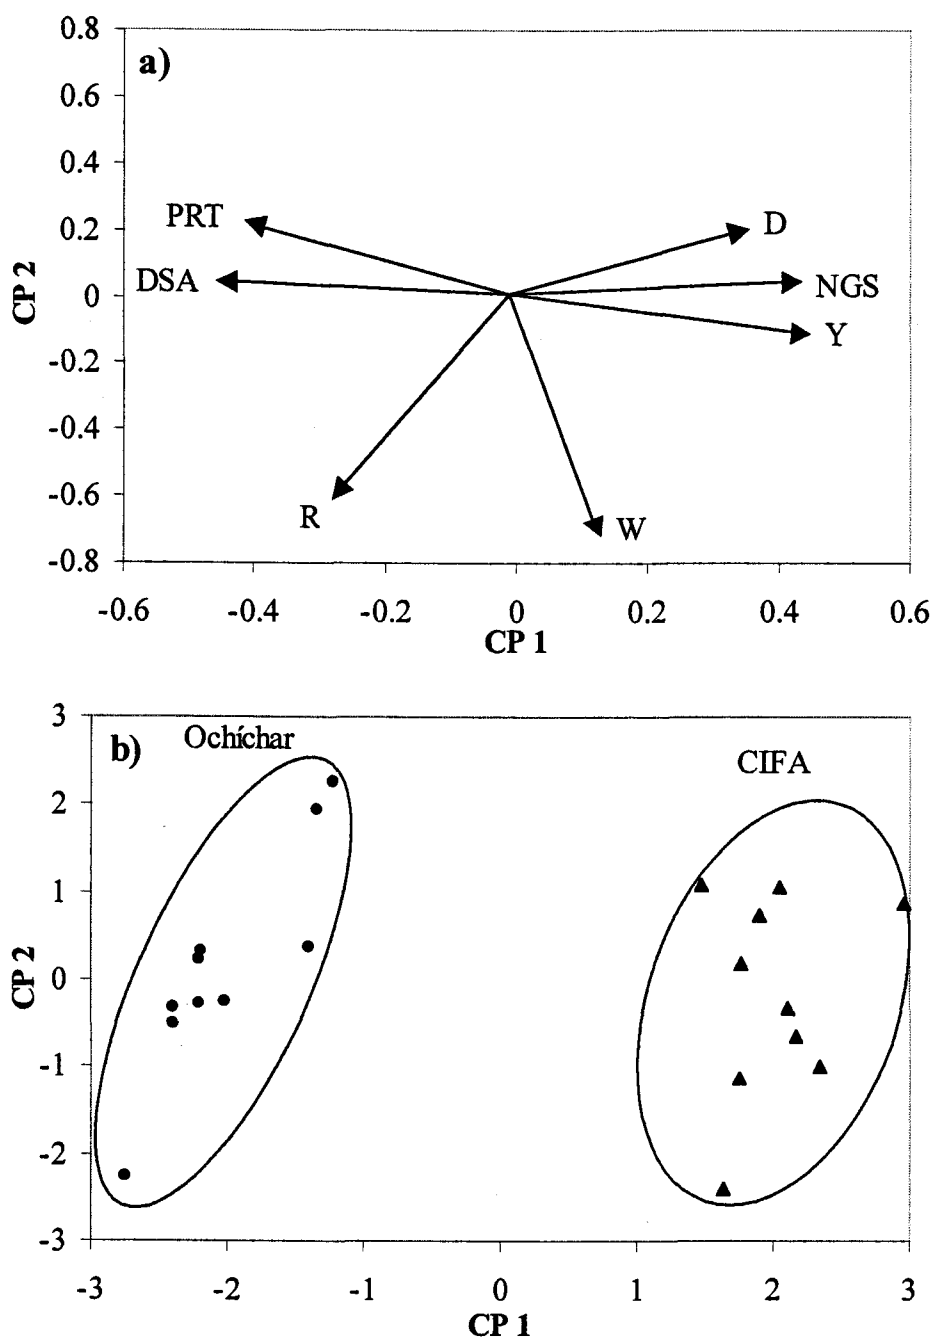 0.8
a)
0.6
0.4
PRT
0.2
D
DSA
0
NGS
Y
-0.2
-0.4
R
-0.6
W
-0.8
CP 2
-0.6 -0.4 -0.2 0 0.2 0.4 0.6
CP 1
3
b)
Ochíchar
CIFA
2
1
0
-1
-2
-3
CP 2
-3 -2 -1 0 1 2 3
CP 1